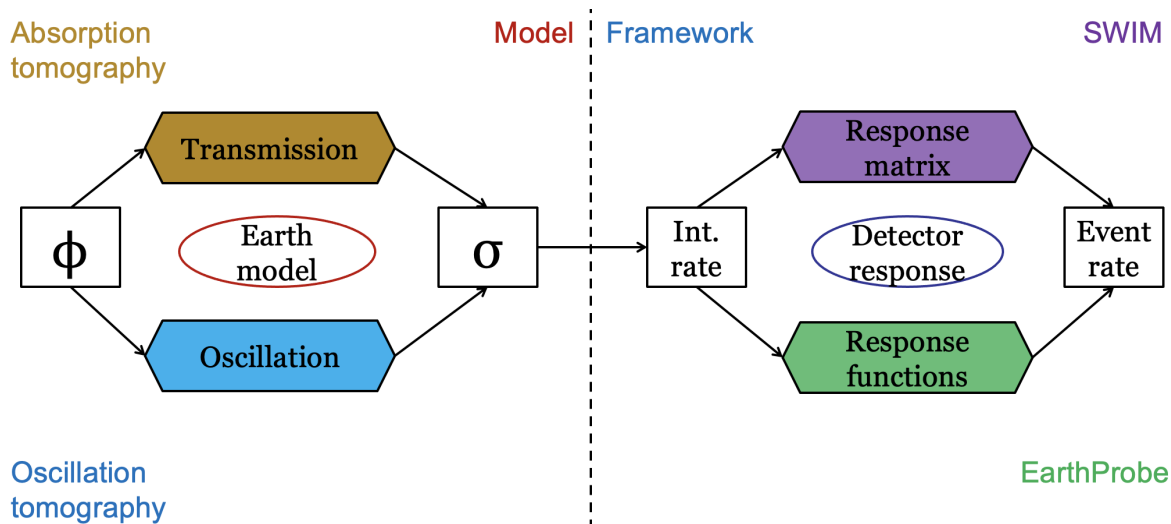 Absorption
tomography
Model
Framework
SWIM
Transmission
Response
matrix
ϕ
Earth
model
σ
Int.
rate
Detector
response
Event
rate
Oscillation
Response
functions
Oscillation
tomography
EarthProbe